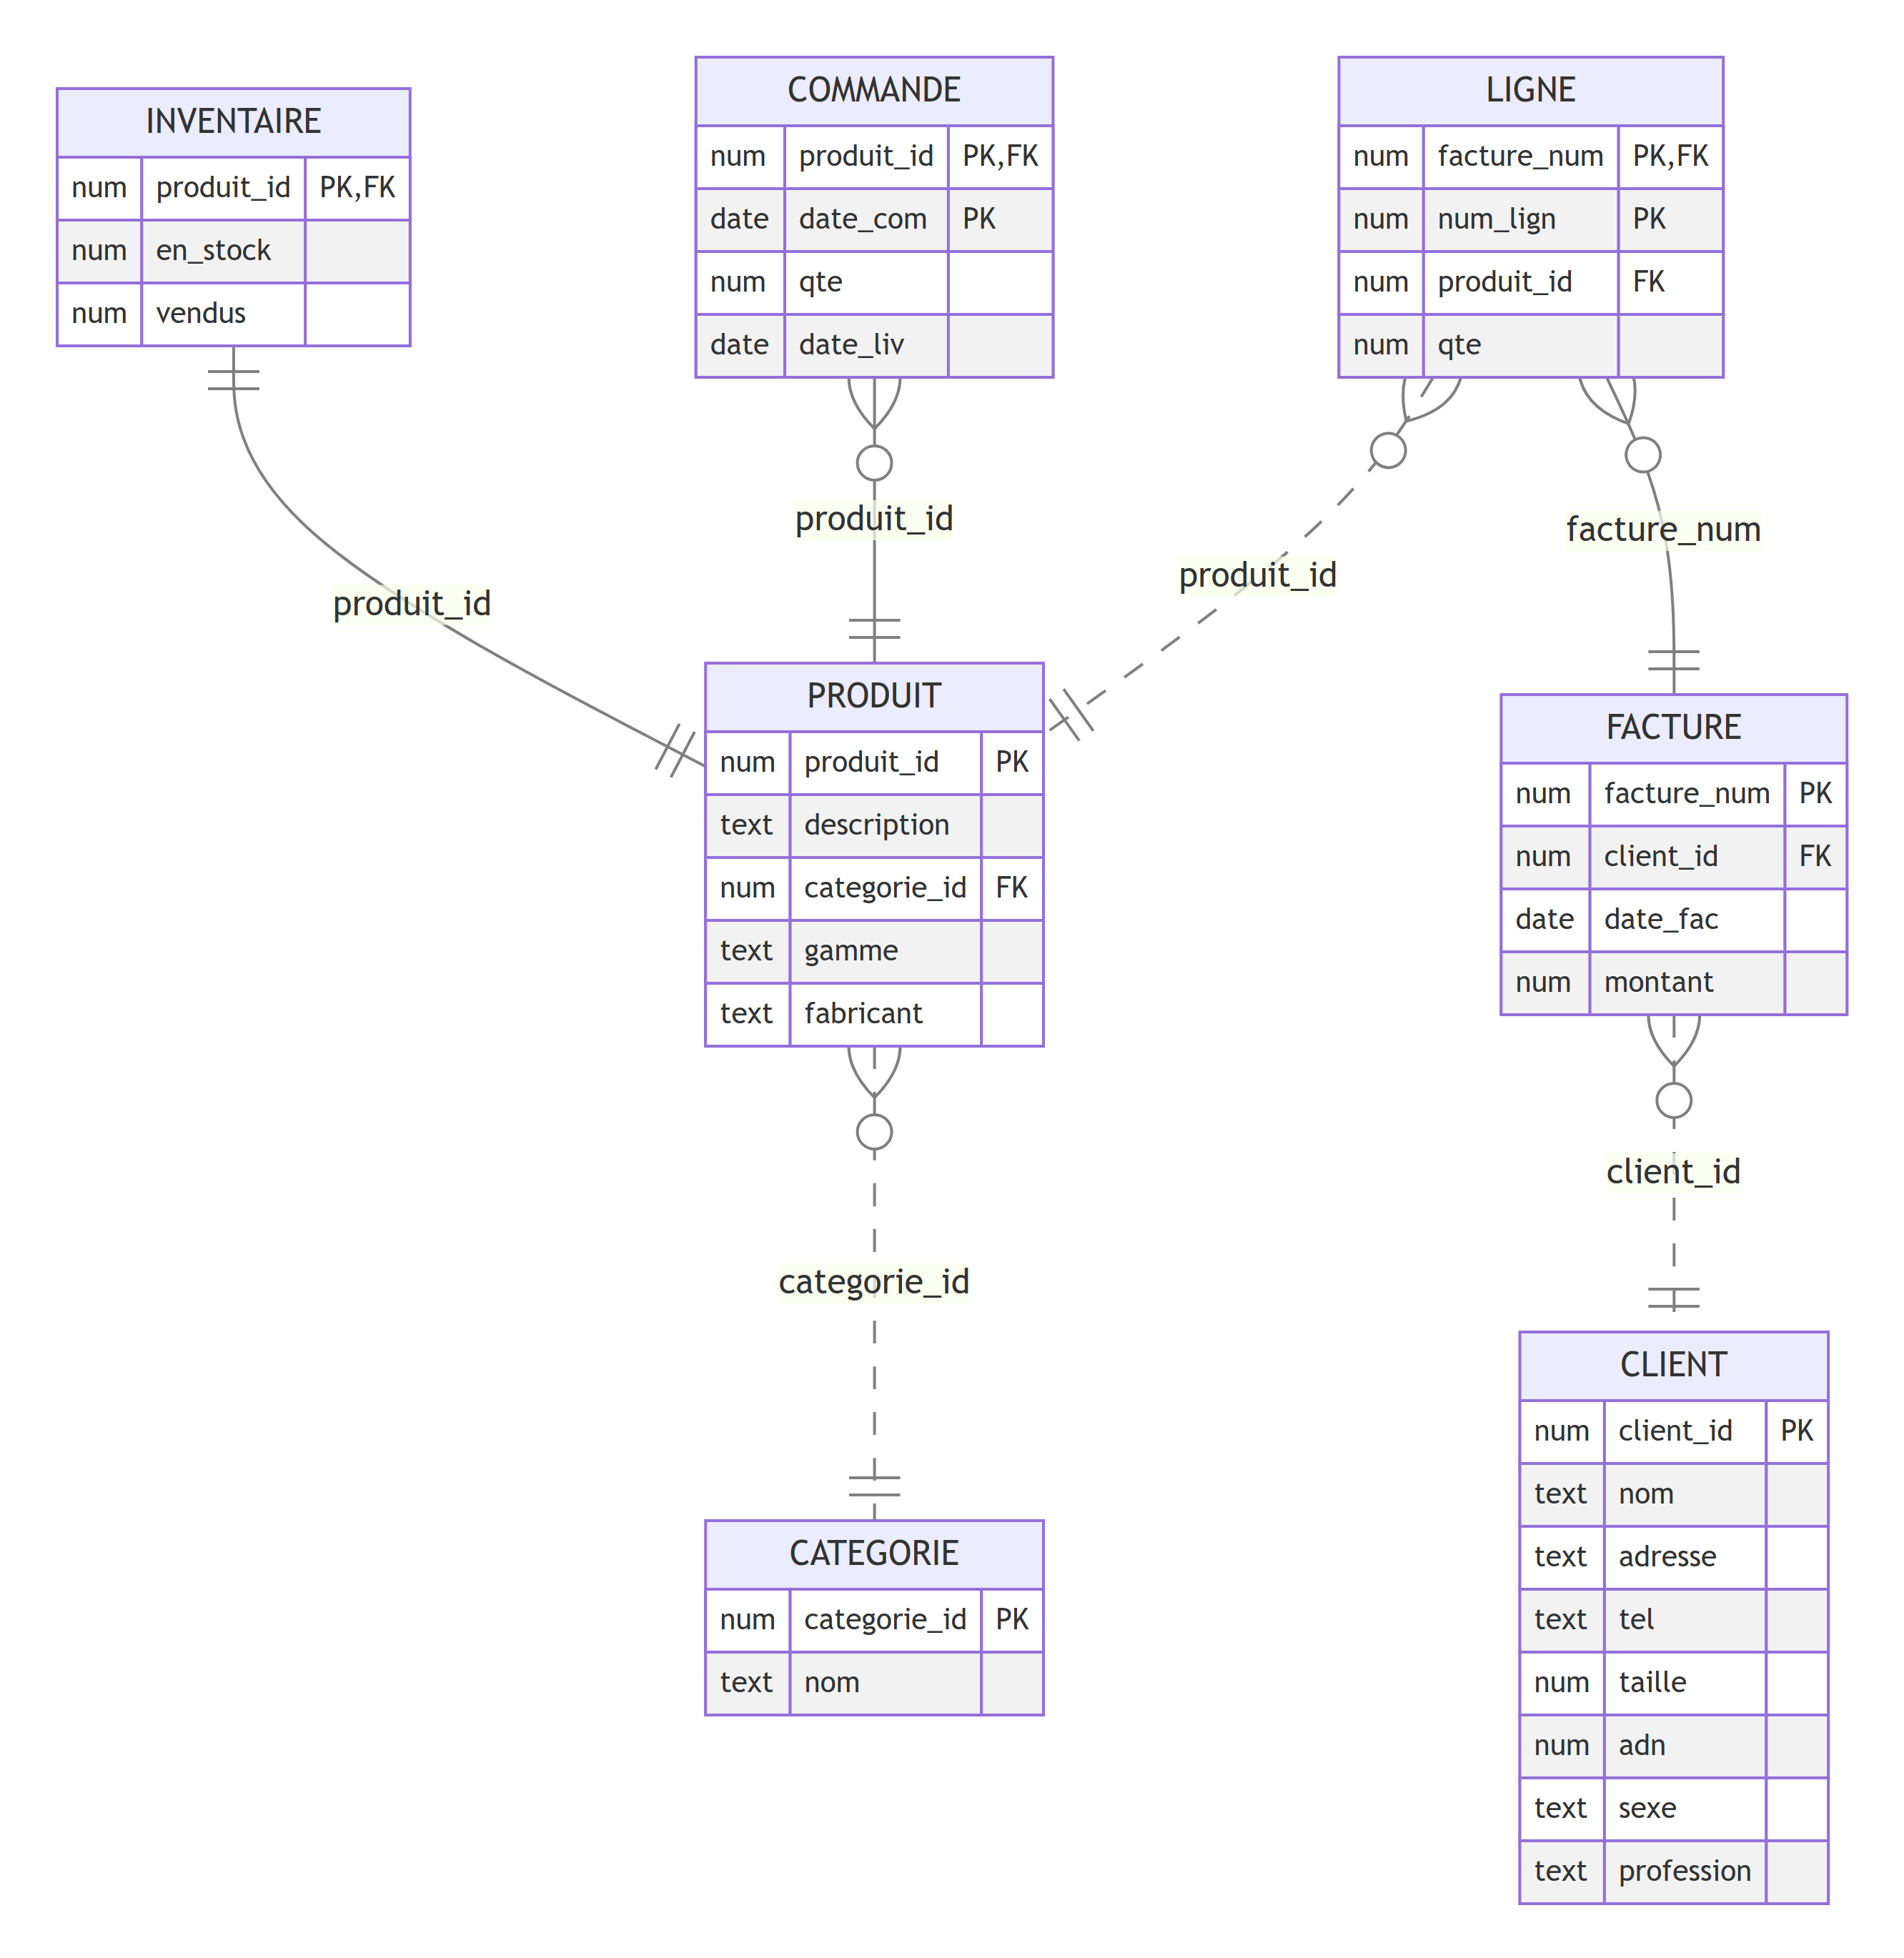 INVENTAIRE
num produit_id PK,FK
num en_stock
num vendus
COMMANDE
num produit_id PK,FK
date date_com PK
num qte
date date_liv
LIGNE
num facture_num PK,FK
num num_lign PK
num produit_id FK
num qte
produit_id
produit_id
produit_id
facture_num
PRODUIT
num produit_id PK
text description
num categorie_id FK
text gamme
text fabricant
FACTURE
num facture_num PK
num client_id FK
date date_fac
num montant
categorie_id
client_id
CATEGORIE
num categorie_id PK
text nom
CLIENT
num client_id PK
text nom
text adresse
text tel
num taille
num adn
text sexe
text profession